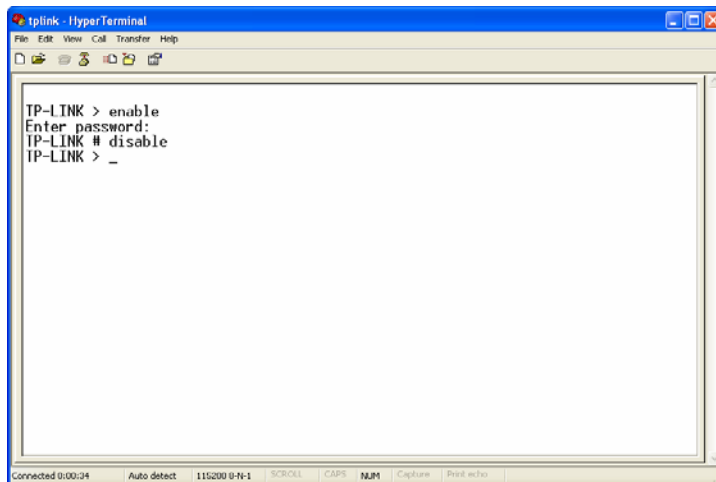 tplink - HyperTerminal
File Edit View Call Transfer Help
TP-LINK > enable
Enter password:
TP-LINK # disable
TP-LINK > _
Connected 0:00:34 Auto detect 115200 8-N-1 SCROLL CAPS NUM Capture Print echo